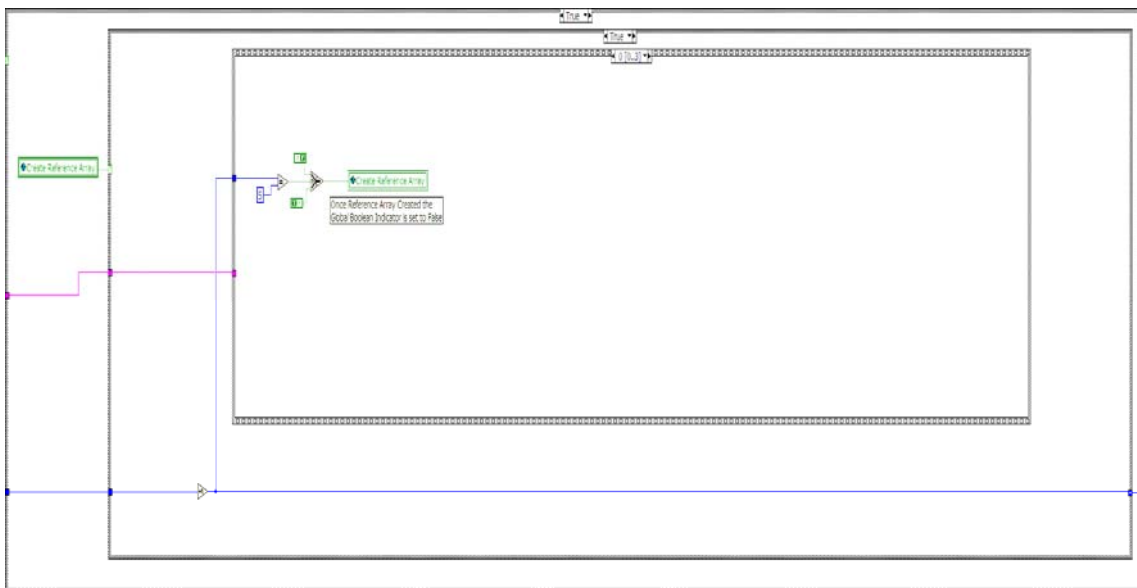 True
True
0 [0..3]
Create Reference Array
Create Reference Array
Once Reference Array Created the
Global Boolean Indicator is set to False